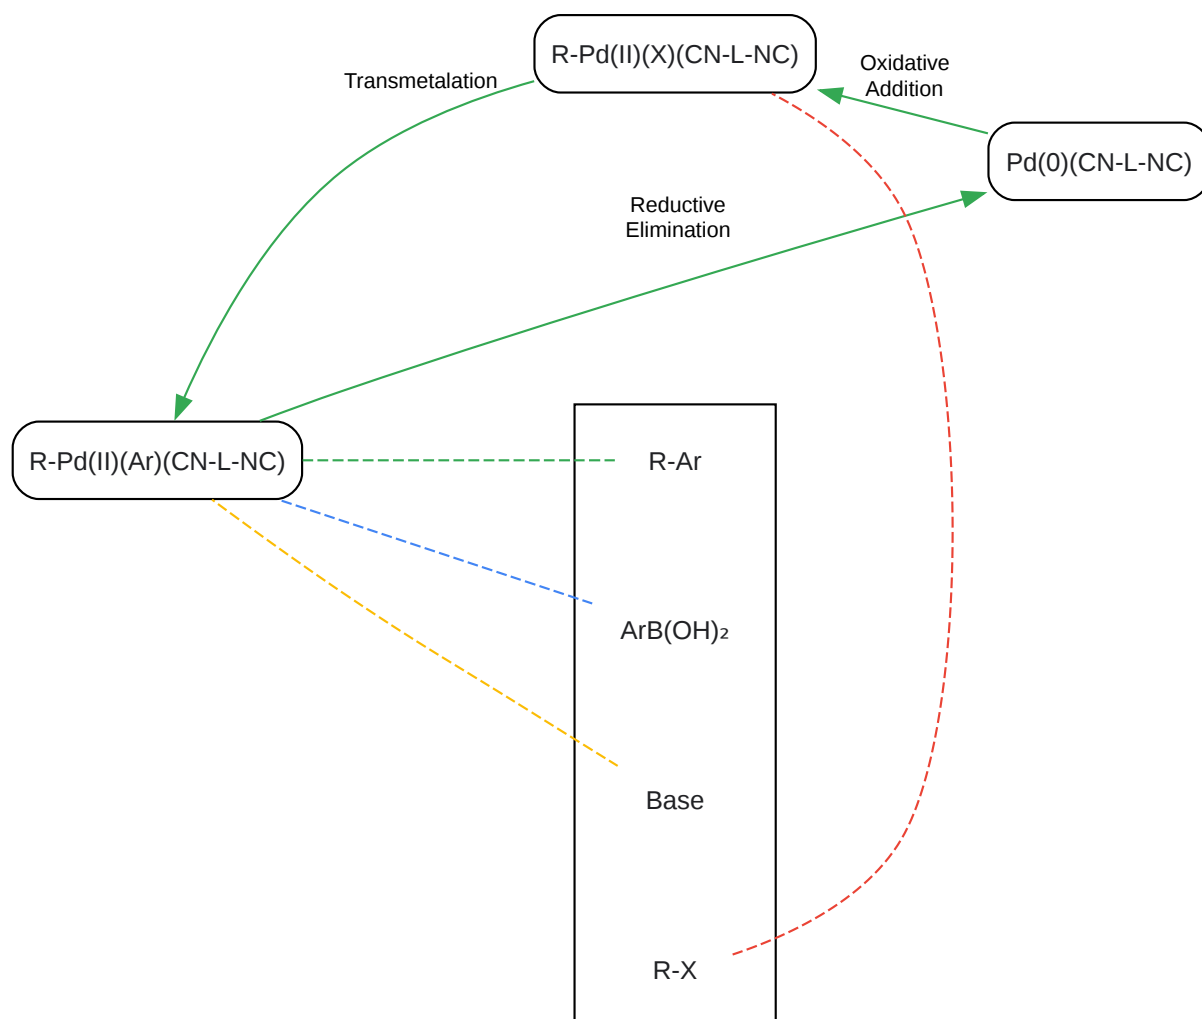 R-Pd(II)(X)(CN-L-NC)
Oxidative
Addition
Transmetalation
Pd(0)(CN-L-NC)
Reductive
Elimination
R-Pd(II)(Ar)(CN-L-NC)
R-Ar
ArB(OH)₂
Base
R-X